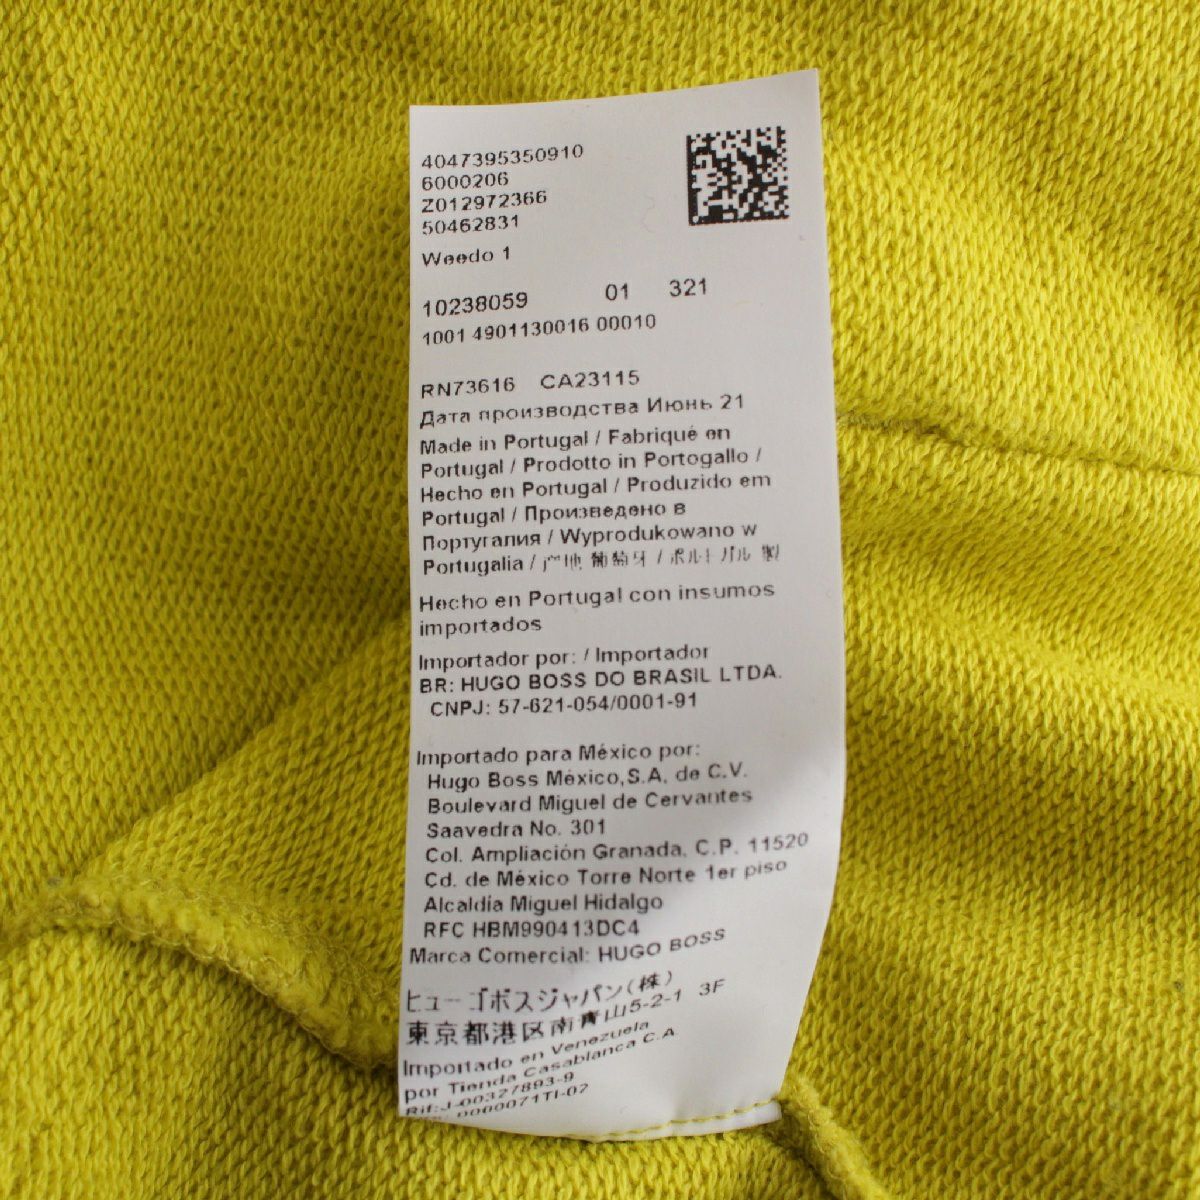 4047395350910
6000206
Z012972366
50462831
Weedo 1
10238059 01 321
1001 4901130016 00010
RN73616 CA23115
Дата производства Июнь 21
Made in Portugal / Fabriqué en
Portugal / Prodotto in Portogallo /
Hecho en Portugal / Produzido em
Portugal / Произведено в
Португалия / Wyprodukowano w
Portugalia / 产地 葡萄牙 / ポルトガル 製
Hecho en Portugal con insumos
importados
Importador por: / Importador
BR: HUGO BOSS DO BRASIL LTDA.
CNPJ: 57-621-054/0001-91
Importado para México por:
Hugo Boss México,S.A. de C.V.
Boulevard Miguel de Cervantes
Saavedra No. 301
Col. Ampliación Granada, C.P. 11520
Cd. de México Torre Norte 1er piso
Alcaldía Miguel Hidalgo
RFC HBM990413DC4
Marca Comercial: HUGO BOSS
ヒューゴボスジャパン(株)
東京都港区南青山5-2-1 3F
Importado en Venezuela
por Tienda Casablanca C.A
Rif:J-00327893-9
0000071TI-02